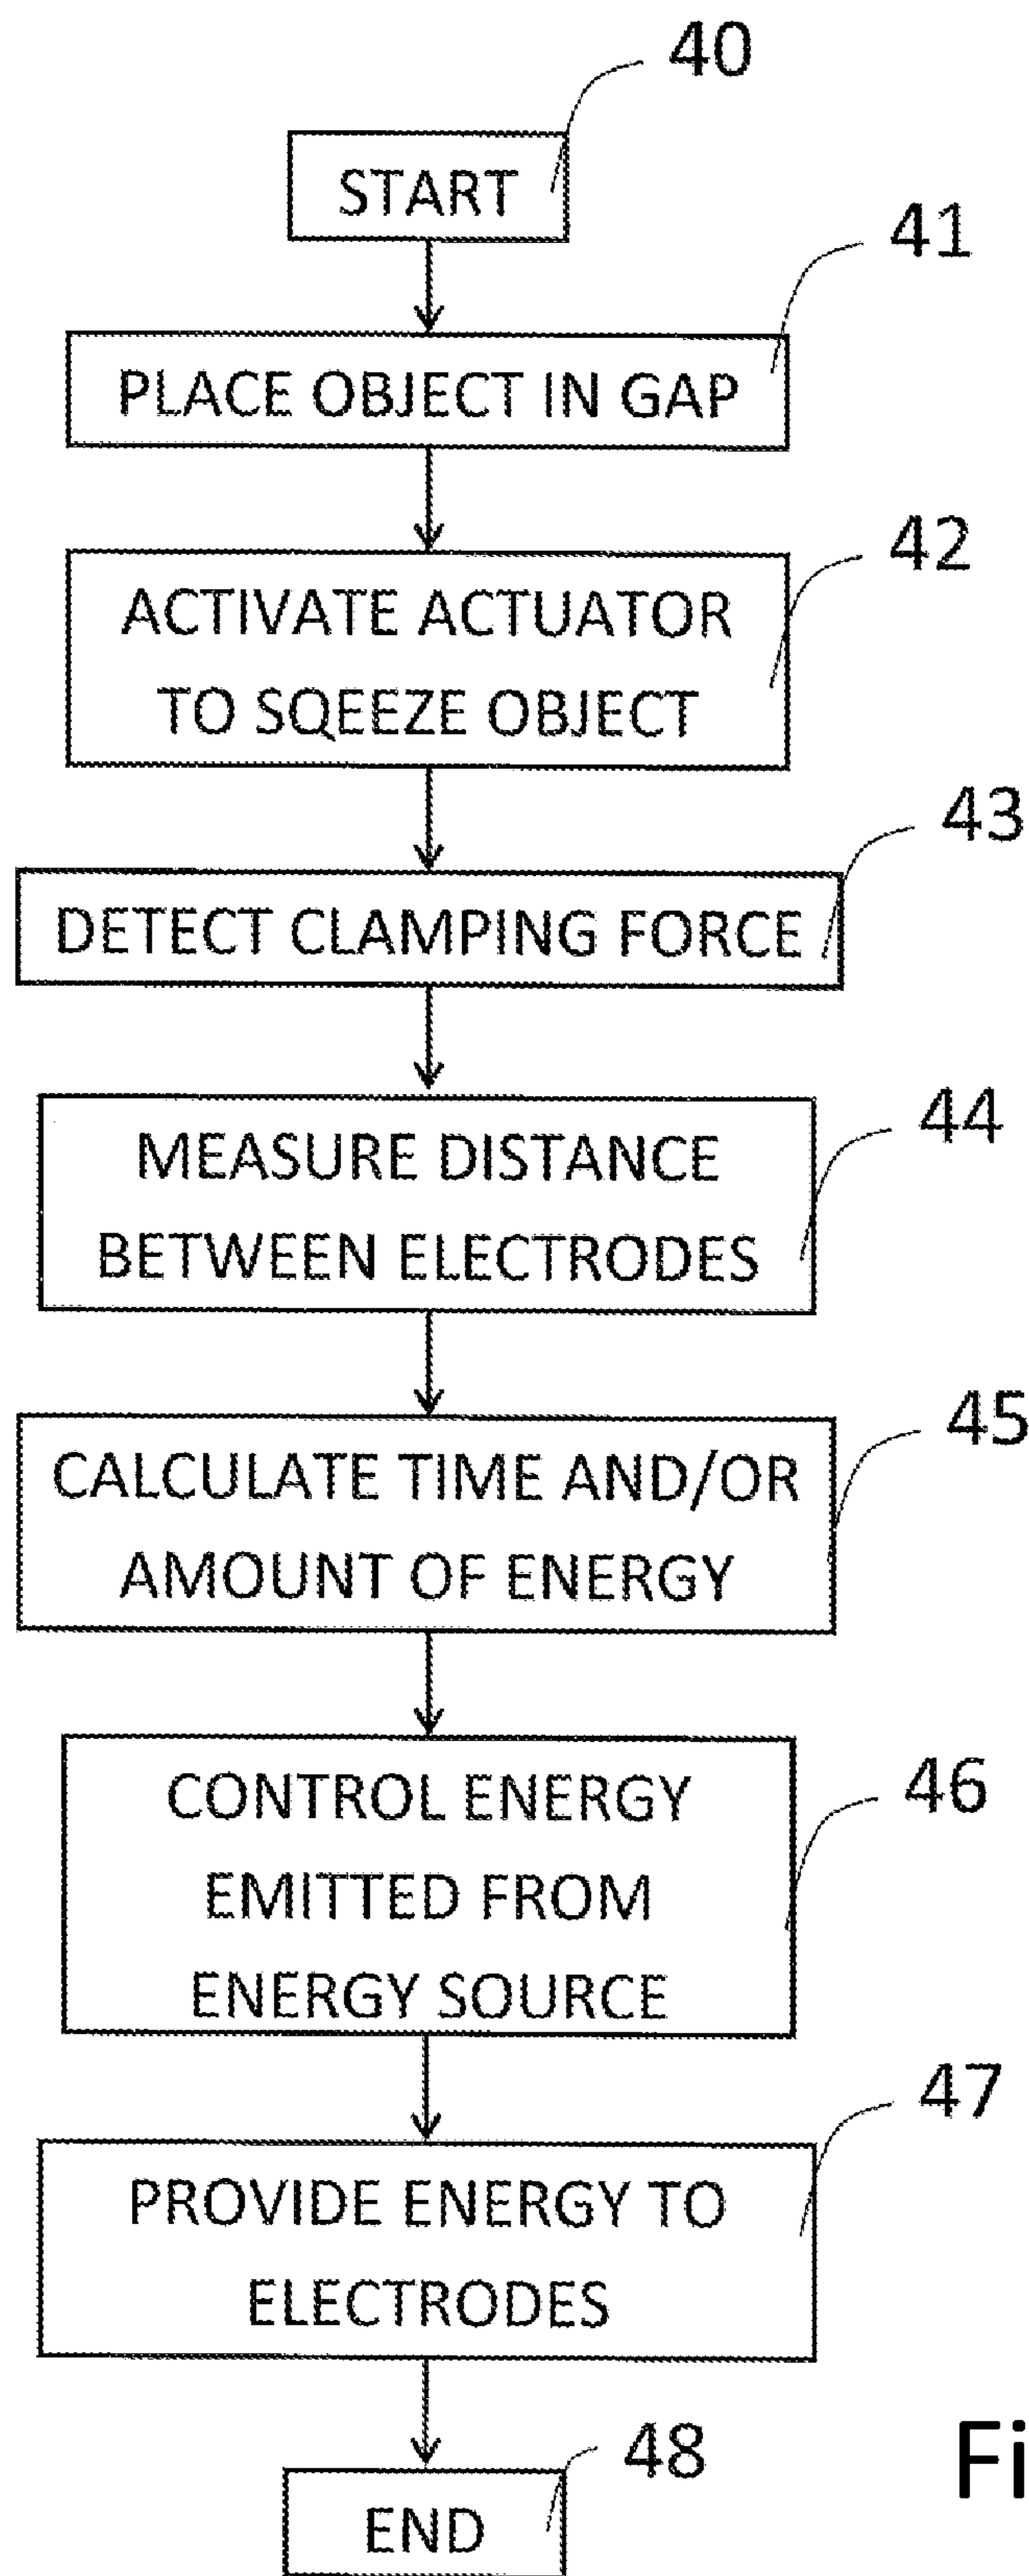 40
START
41
PLACE OBJECT IN GAP
42
ACTIVATE ACTUATOR
TO SQEEZE OBJECT
43
DETECT CLAMPING FORCE
44
MEASURE DISTANCE
BETWEEN ELECTRODES
45
CALCULATE TIME AND/OR
AMOUNT OF ENERGY
46
CONTROL ENERGY
EMITTED FROM
ENERGY SOURCE
47
PROVIDE ENERGY TO
ELECTRODES
48
END
Fi